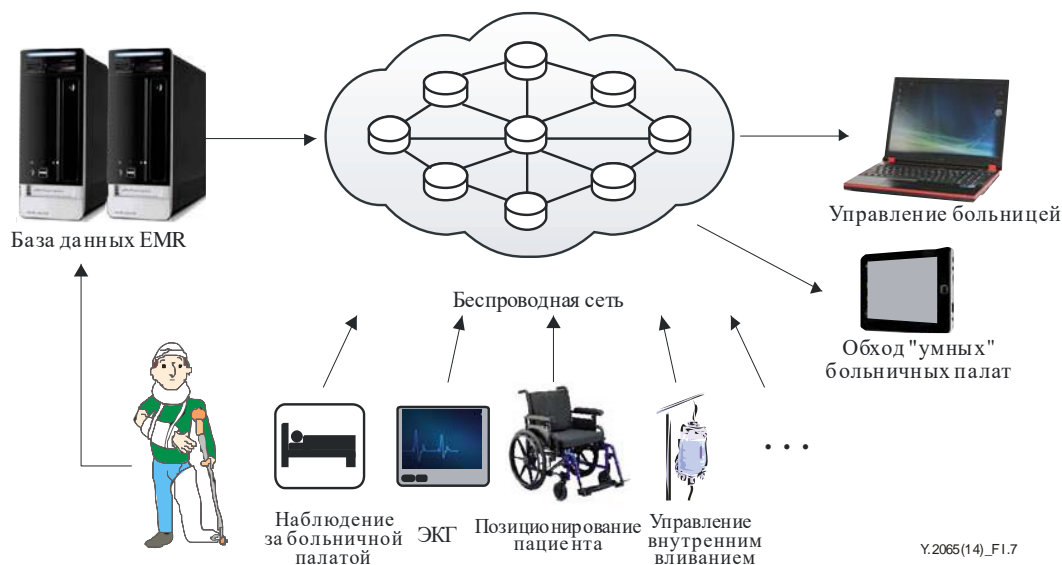 База данных EMR
Управление больницей
Беспроводная сеть
Обход "умных"
больничных палат
Наблюдение
за больничной
палатой
ЭКГ
Позиционирование
пациента
Управление
внутренним
вливанием
. . .
Y.2065(14)_FI.7